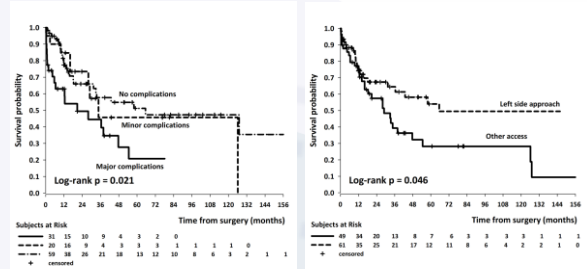 Survival probability
1.0
0.9
0.8
0.7
0.6
0.5
0.4
0.3
0.2
0.1
0.0
No complications
Minor complications
Major complications
Log-rank p = 0.021
0 12 24 36 48 60 72 84 96 108 120 132 144 156
Time from surgery (months)
Subjects at Risk
31 15 10 9 4 3 2 0
20 16 9 4 3 3 3 1 1 1 1 0
59 38 26 21 18 13 12 10 8 6 3 2 1 1
censored
Survival probability
1.0
0.9
0.8
0.7
0.6
0.5
0.4
0.3
0.2
0.1
0.0
Left side approach
Other access
Log-rank p = 0.046
0 12 24 36 48 60 72 84 96 108 120 132 144 156
Time from surgery (months)
Subjects at Risk
49 34 20 13 8 7 6 3 3 3 3 1 1 1
61 35 25 21 17 12 11 8 6 4 2 2 1 0
censored